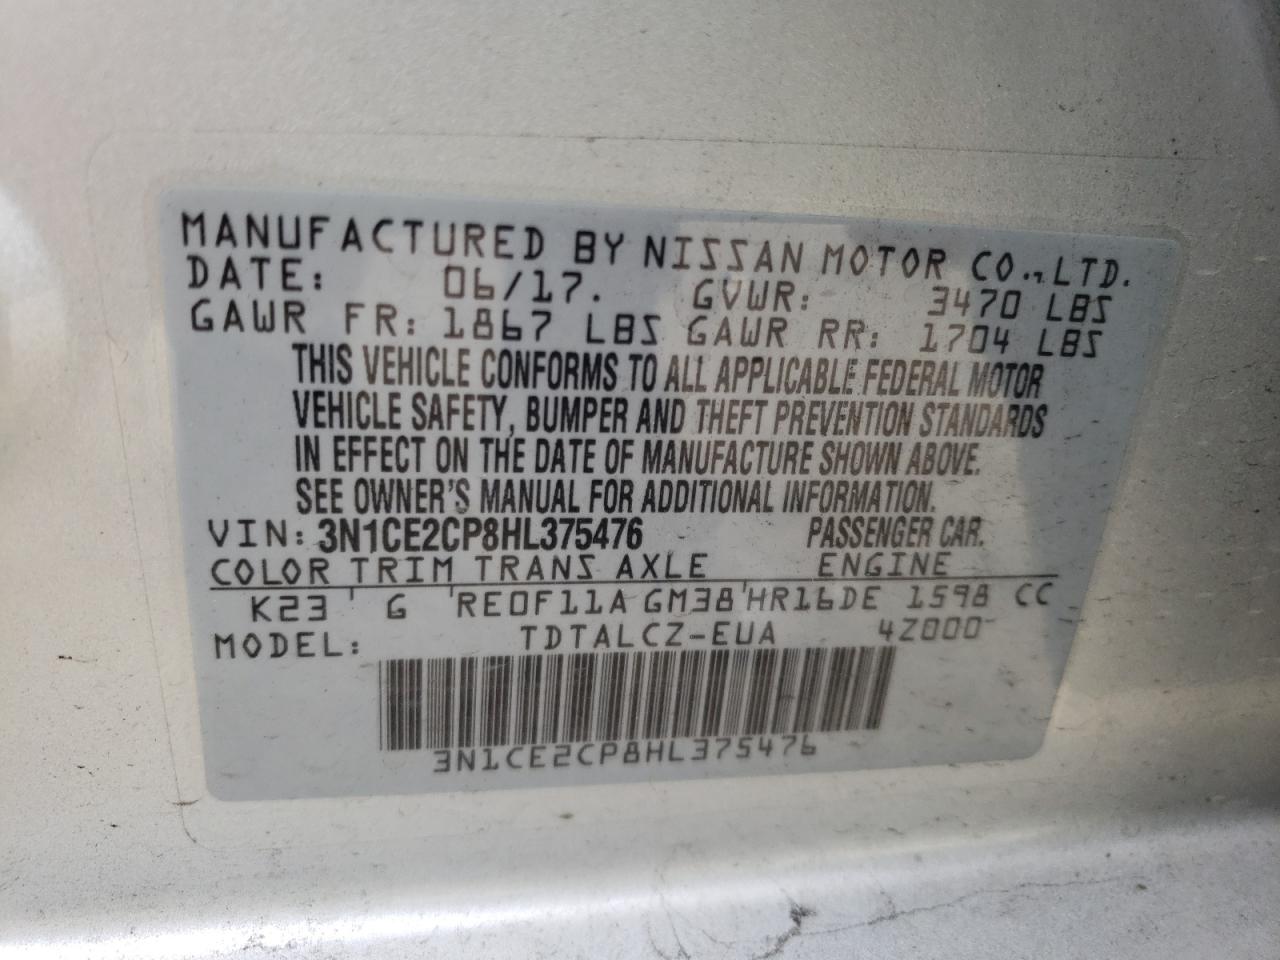 MANUFACTURED BY NISSAN MOTOR CO.,LTD.
DATE: 06/17. GVWR: 3470 LBS
GAWR FR: 1867 LBS GAWR RR: 1704 LBS
THIS VEHICLE CONFORMS TO ALL APPLICABLE FEDERAL MOTOR
VEHICLE SAFETY, BUMPER AND THEFT PREVENTION STANDARDS
IN EFFECT ON THE DATE OF MANUFACTURE SHOWN ABOVE.
SEE OWNER'S MANUAL FOR ADDITIONAL INFORMATION.
VIN: 3N1CE2CP8HL375476 PASSENGER CAR.
COLOR TRIM TRANS AXLE ENGINE
K23 ' G 'RE0F11A GM38'HR16DE 1598 CC
MODEL: TDTALCZ-EUA 4Z000-
3N1CE2CP8HL375476